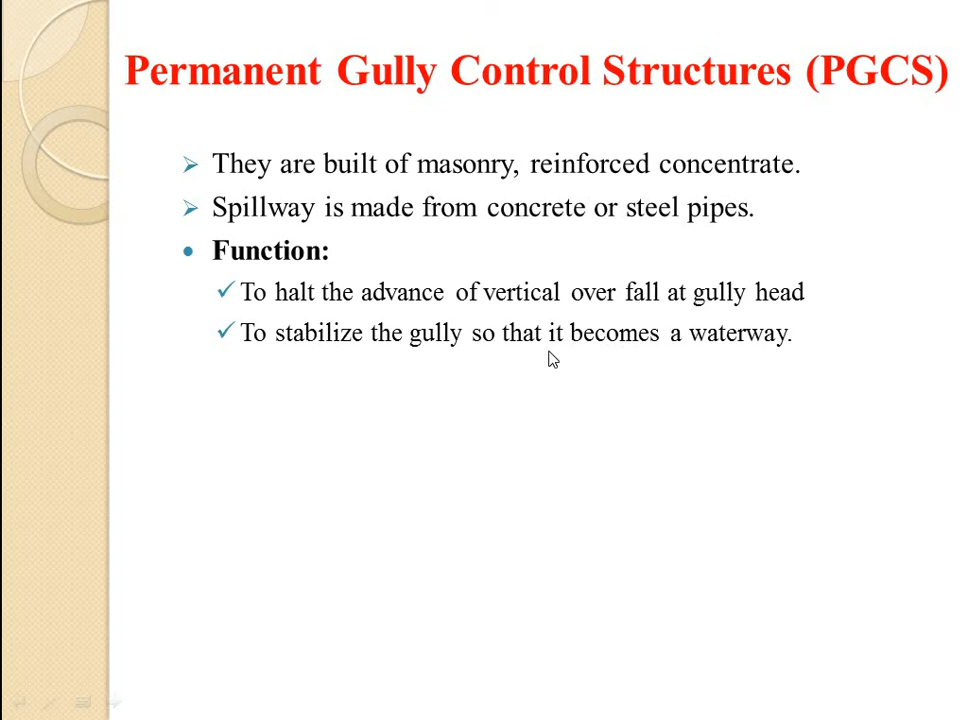 Permanent Gully Control Structures (PGCS)
They are built of masonry, reinforced concentrate.
Spillway is made from concrete or steel pipes.
Function:
To halt the advance of vertical over fall at gully head
To stabilize the gully so that it becomes a waterway.